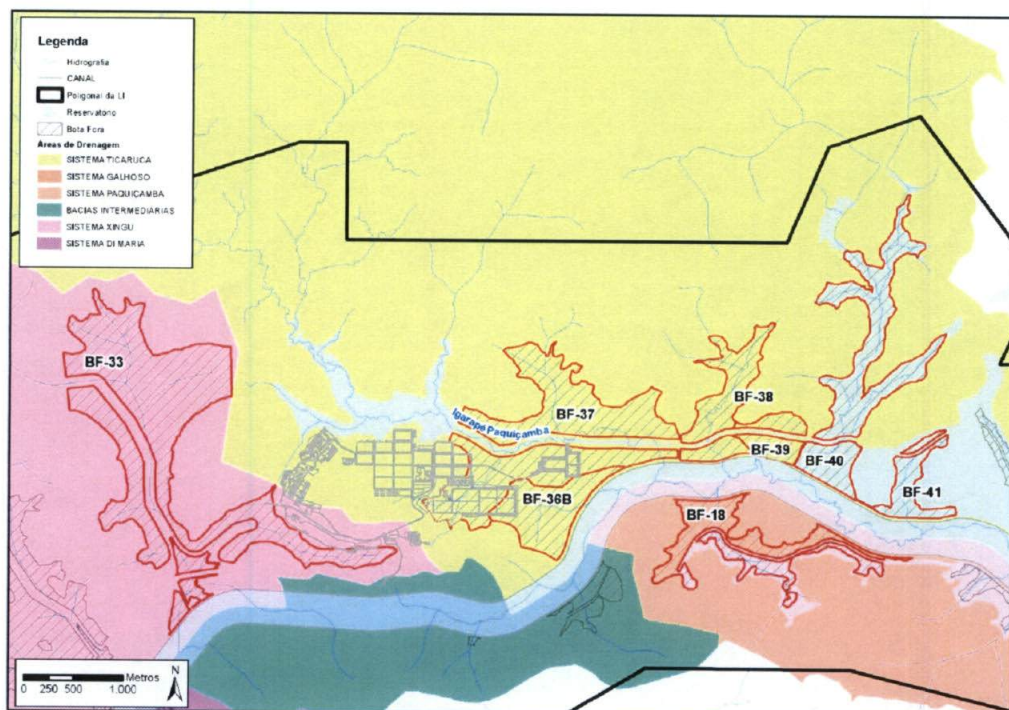 Legenda
Hidrografia
CANAL
Poligonal da LI
Reservatorio
Bota Fora
Áreas de Drenagem
SISTEMA TICARUCA
SISTEMA GALHOSO
SISTEMA PAQUIÇAMBA
BACIAS INTERMEDIÁRIAS
SISTEMA XINGU
SISTEMA DI MARIA
BF-33
BF-37
BF-38
Igarapé Paquiçamba
BF-39
BF-40
BF-36B
BF-41
BF-18
Metros
0 250 500 1.000
N